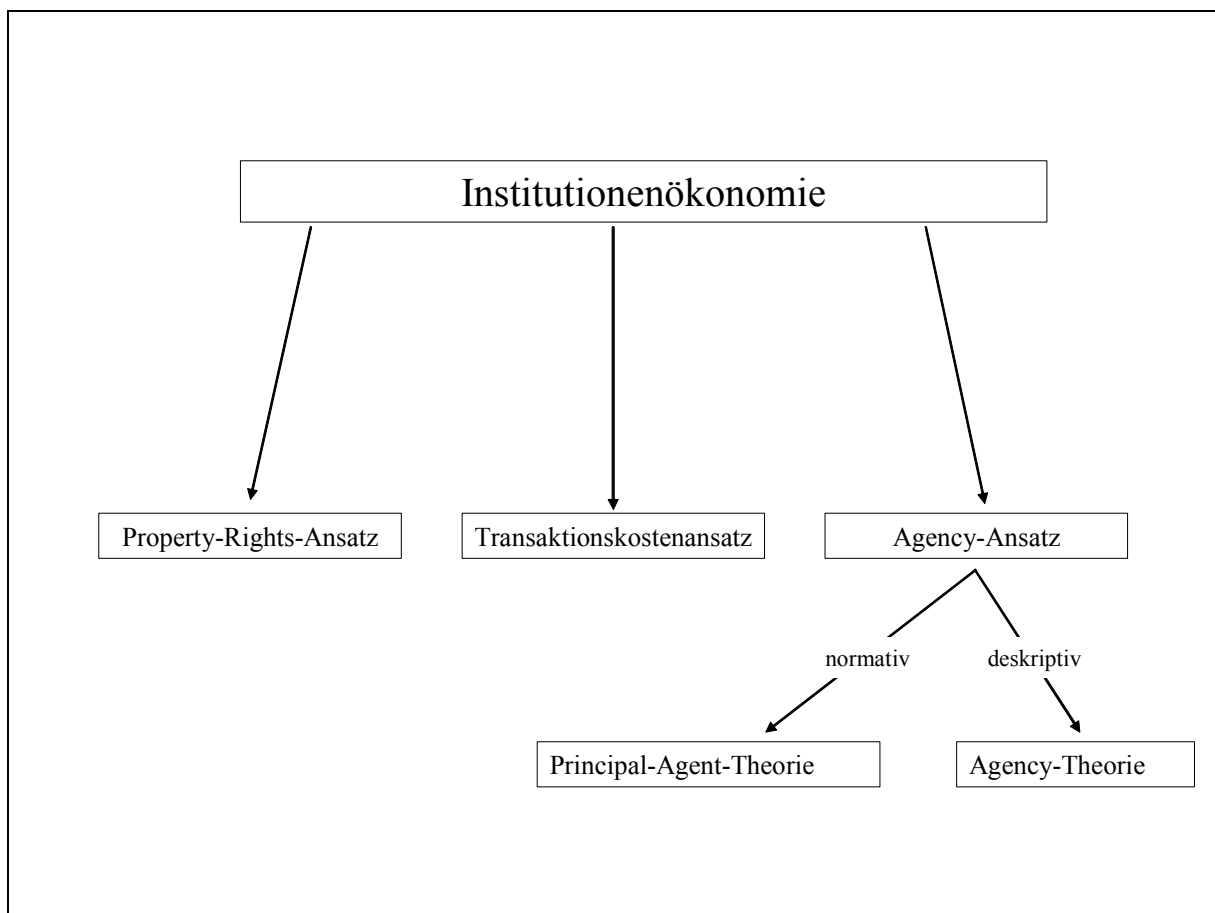 Institutionenökonomie
Property-Rights-Ansatz
Transaktionskostenansatz
Agency-Ansatz
normativ
deskriptiv
Principal-Agent-Theorie
Agency-Theorie